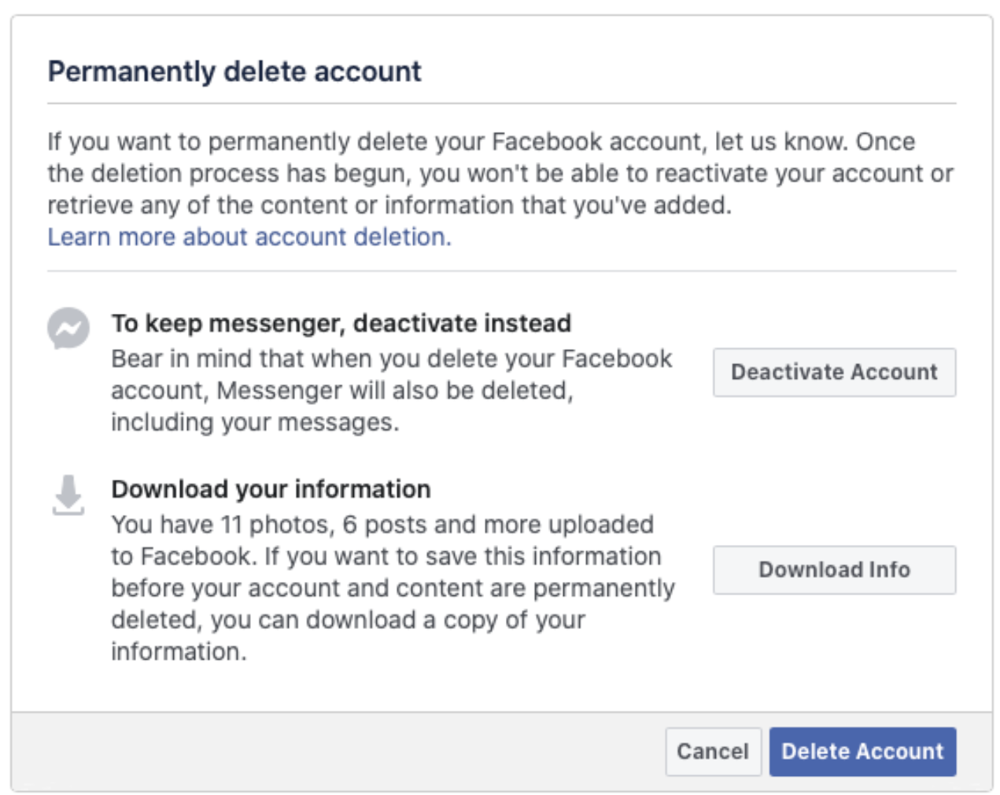 Permanently delete account
If you want to permanently delete your Facebook account, let us know. Once
the deletion process has begun, you won't be able to reactivate your account or
retrieve any of the content or information that you've added.
Learn more about account deletion.
To keep messenger, deactivate instead
Bear in mind that when you delete your Facebook
account, Messenger will also be deleted,
including your messages.
Deactivate Account
Download your information
You have 11 photos, 6 posts and more uploaded
to Facebook. If you want to save this information
before your account and content are permanently
deleted, you can download a copy of your
information.
Download Info
Cancel
Delete Account